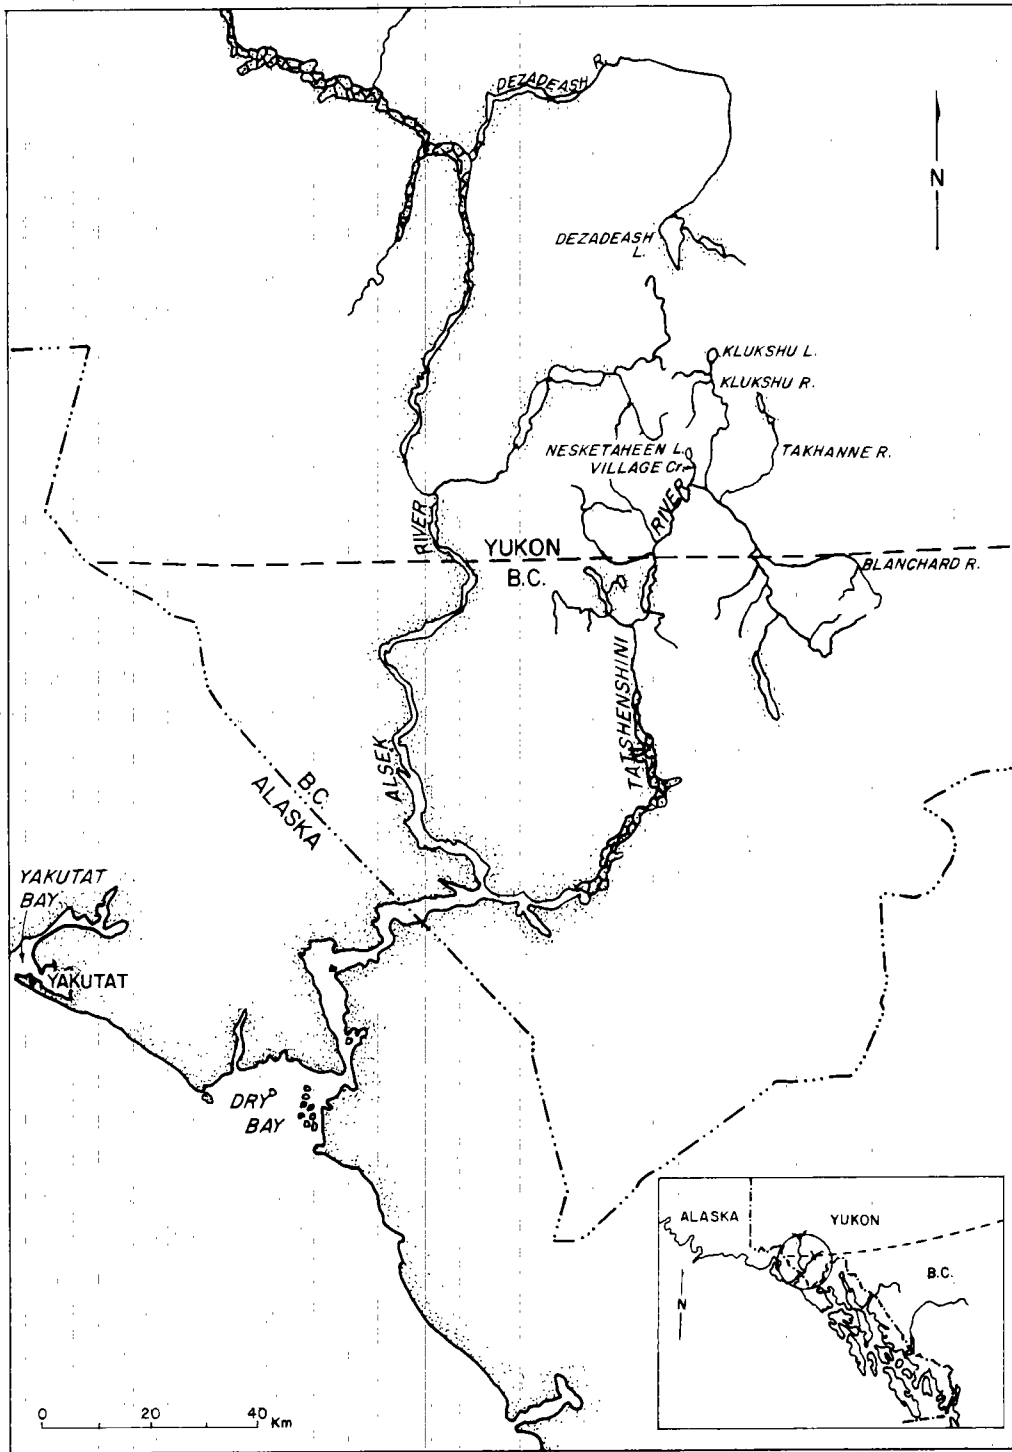 DEZADEASH R.
N
DEZADEASH
L.
KLUKSHU L.
KLUKSHU R.
NESKETAHEEN L.
VILLAGE Cr.
TAKHANNE R.
RIVER
RIVER
YUKON
B.C.
BLANCHARD R.
TATSHENSHINI
ALSEK
B.C.
ALASKA
YAKUTAT
BAY
YAKUTAT
DRY
BAY
ALASKA
YUKON
B.C.
N
0 20 40 Km